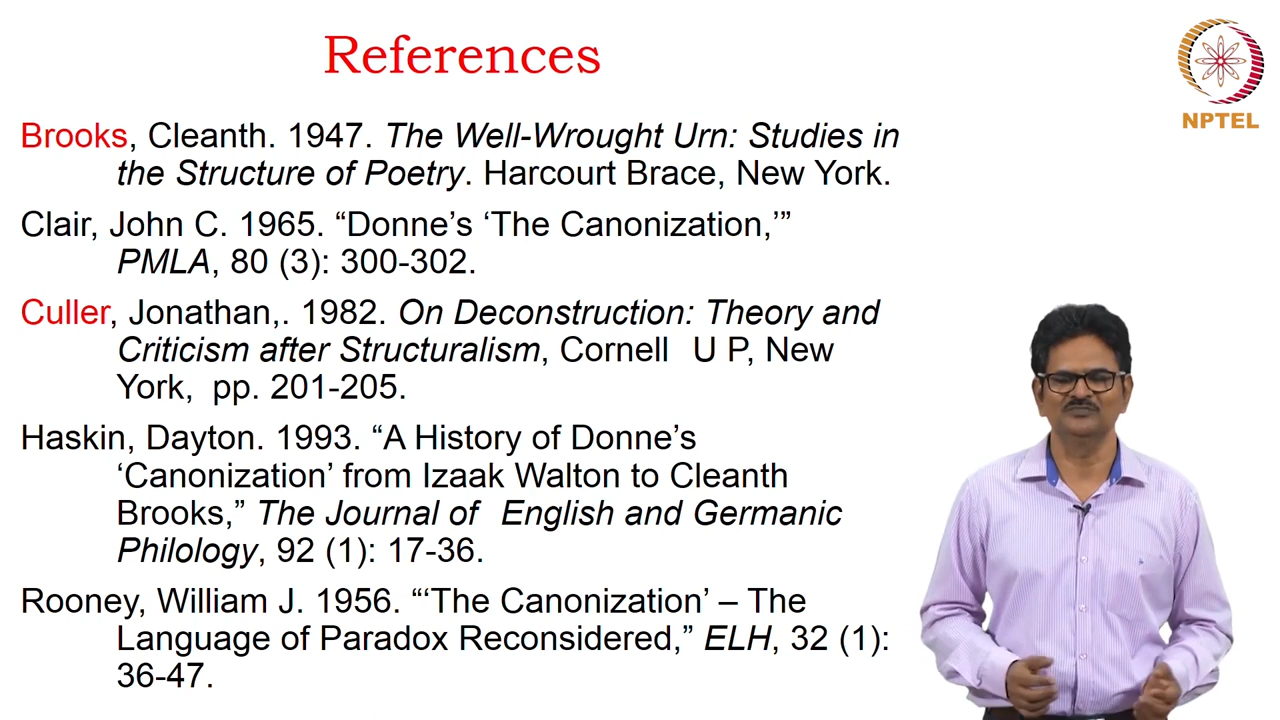 References
NPTEL
Brooks, Cleanth. 1947. The Well-Wrought Urn: Studies in
the Structure of Poetry. Harcourt Brace, New York.
Clair, John C. 1965. “Donne’s ‘The Canonization,’”
PMLA, 80 (3): 300-302.
Culler, Jonathan,. 1982. On Deconstruction: Theory and
Criticism after Structuralism, Cornell U P, New
York, pp. 201-205.
Haskin, Dayton. 1993. “A History of Donne’s
‘Canonization’ from Izaak Walton to Cleanth
Brooks,” The Journal of English and Germanic
Philology, 92 (1): 17-36.
Rooney, William J. 1956. “‘The Canonization’ – The
Language of Paradox Reconsidered,” ELH, 32 (1):
36-47.